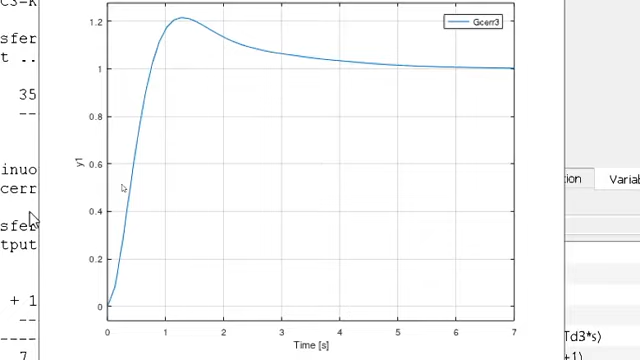 C3-K
sfer
t ..
35
--
inuo
cerr
sfer
tput
+ 1
--
----
7
1.2
1
0.8
0.6
0.4
0.2
0
y1
Gcerr3
0 1 2 3 4 5 6 7
Time [s]
tion
Variab
Td3*s)
+1)